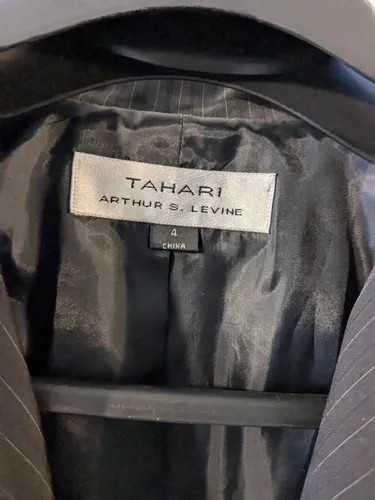 TAHARI
ARTHUR S. LEVINE
4
CHINA